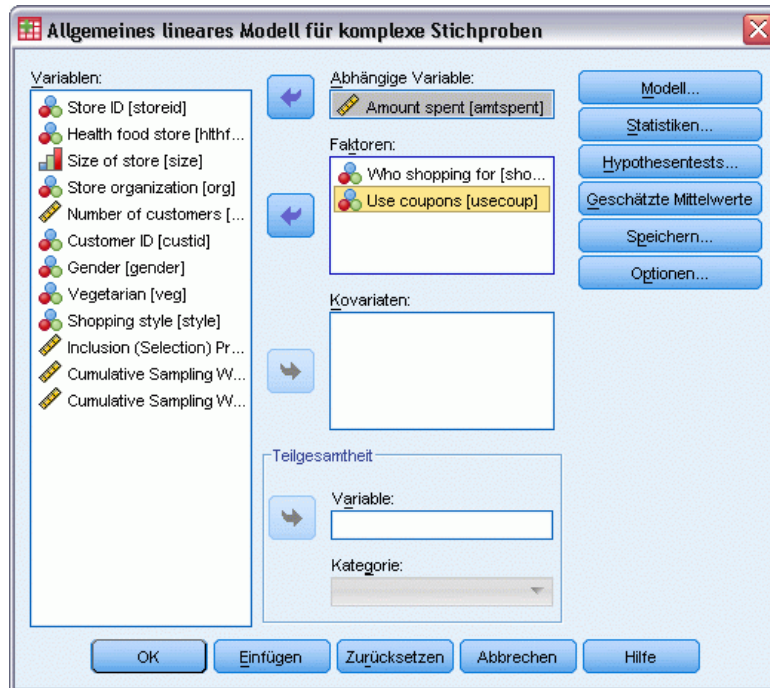 Allgemeines lineares Modell für komplexe Stichproben
Variablen:
Store ID [storeid]
Health food store [hlthf...
Size of store [size]
Store organization [org]
Number of customers [...
Customer ID [custid]
Gender [gender]
Vegetarian [veg]
Shopping style [style]
Inclusion (Selection) Pr...
Cumulative Sampling W...
Cumulative Sampling W...
Abhängige Variable:
Amount spent [amtspent]
Faktoren:
Who shopping for [sho...
Use coupons [usecoup]
Kovariaten:
Teilgesamtheit
Variable:
Kategorie:
Modell...
Statistiken...
Hypothesentests...
Geschätzte Mittelwerte
Speichern...
Optionen...
OK
Einfügen
Zurücksetzen
Abbrechen
Hilfe